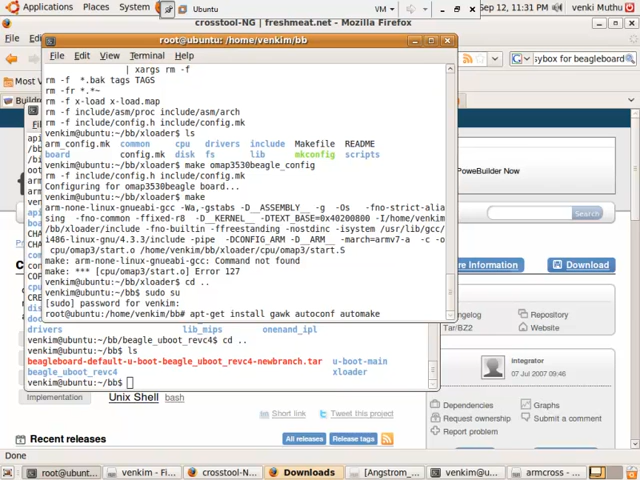 Applications Places System Ubuntu VM Sep 12, 11:31 PM venki Muthu
crosstool-NG | freshmeat.net - Mozilla Firefox
root@ubuntu: /home/venkim/bb
File Edit View Terminal Help
| xargs rm -f
rm -f *.bak tags TAGS
rm -fr *.*~
rm -f x-load x-load.map
rm -f include/asm/proc include/asm/arch
rm -f include/config.h include/config.mk
venkim@ubuntu:~/bb/xloader$ ls
arm_config.mk common cpu drivers include Makefile README
board config.mk disk fs lib mkconfig scripts
venkim@ubuntu:~/bb/xloader$ make omap3530beagle_config
rm -f include/config.h include/config.mk
Configuring for omap3530beagle board...
venkim@ubuntu:~/bb/xloader$ make
arm-none-linux-gnueabi-gcc -Wa,-gstabs -D__ASSEMBLY__ -g -Os -fno-strict-alia
sing -fno-common -ffixed-r8 -D__KERNEL__ -DTEXT_BASE=0x40200800 -I/home/venkim
/bb/xloader/include -fno-builtin -ffreestanding -nostdinc -isystem /usr/lib/gcc/
i486-linux-gnu/4.3.3/include -pipe -DCONFIG_ARM -D__ARM__ -march=armv7-a -c -o
cpu/omap3/start.o /home/venkim/bb/xloader/cpu/omap3/start.S
make: arm-none-linux-gnueabi-gcc: Command not found
make: *** [cpu/omap3/start.o] Error 127
venkim@ubuntu:~/bb/xloader$ cd ..
venkim@ubuntu:~/bb$ sudo su
[sudo] password for venkim:
root@ubuntu:/home/venkim/bb# apt-get install gawk autoconf automake
drivers lib_mips onenand_ipl
venkim@ubuntu:~/bb/beagle_uboot_revc4$ cd ..
venkim@ubuntu:~/bb$ ls
beagleboard-default-u-boot-beagle_uboot_revc4-newbranch.tar u-boot-main
beagle_uboot_revc4 xloader
venkim@ubuntu:~/bb$
sybox for beagleboard
Most Visited
PoweBuilder Now
Search
Repository
Tar/BZ2
Website
integrator
07 Jul 2009 07:46
Dependencies
Graphs
Request ownership
Submit a comment
Report problem
Implementation Unix Shell bash
Short link Tweet this project
Recent releases All releases Release tags
Done
root@ubunt... venkim - Fi... crosstool-N... Downloads [Angstrom_... venkim@u... armcross -...